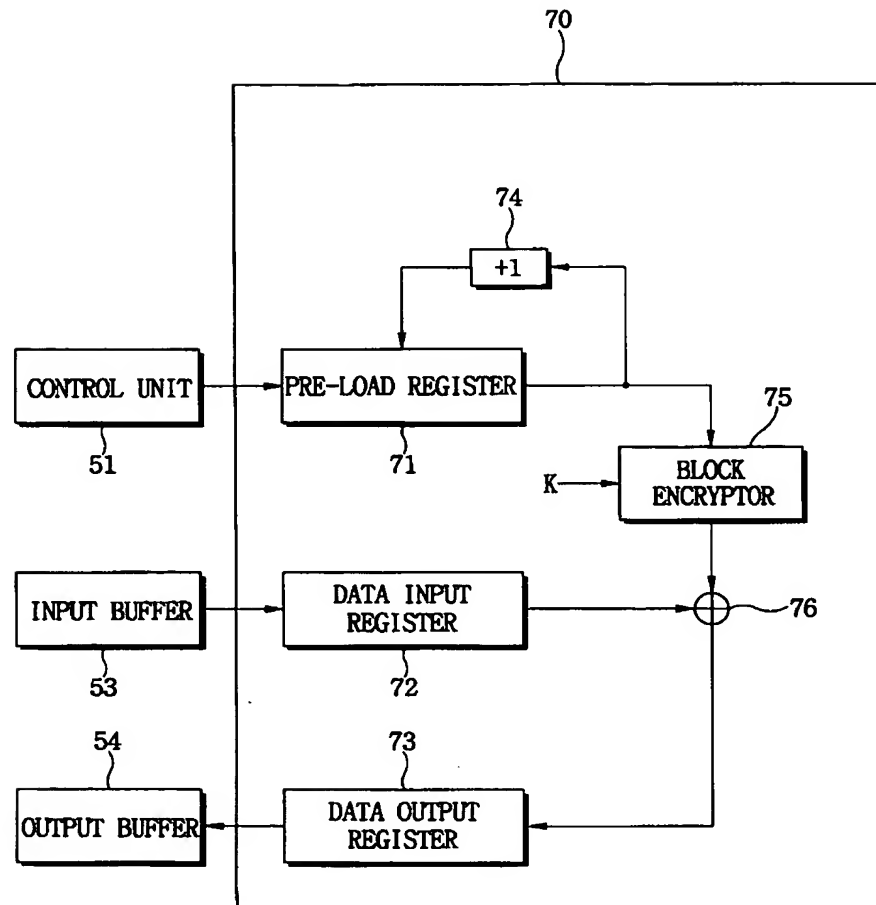 70
74
+1
CONTROL UNIT
PRE-LOAD REGISTER
51
71
75
K
BLOCK
ENCRYPTOR
INPUT BUFFER
DATA INPUT
REGISTER
76
53
72
54
73
OUTPUT BUFFER
DATA OUTPUT
REGISTER